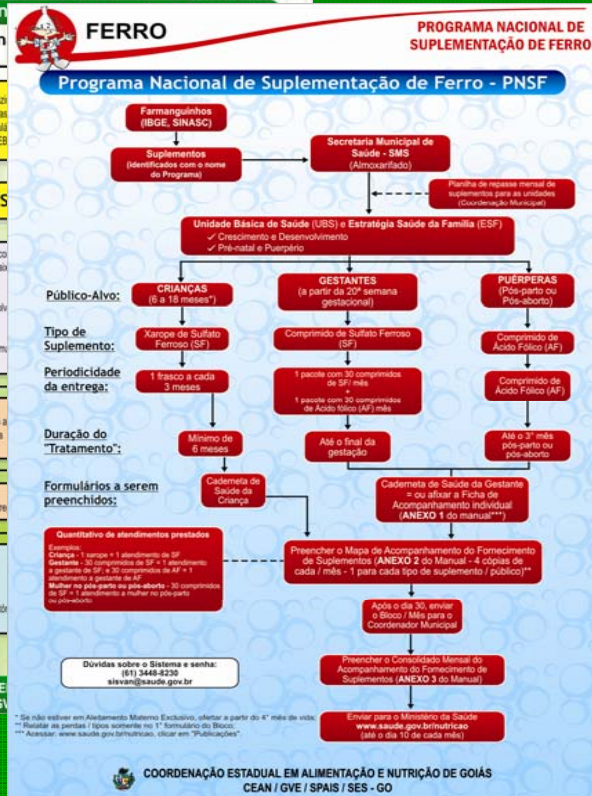 FERRO
PROGRAMA NACIONAL DE
SUPLEMENTAÇÃO DE FERRO
Programa Nacional de Suplementação de Ferro - PNSF
Farmanguinhos
(IBGE, SINASC)
Suplementos
(identificados com o nome
do Programa)
Secretaria Municipal de
Saúde - SMS
(Almoxarifado)
Planilha de repasse mensal de
suplementos para as unidades
(Coordenação Municipal)
Unidade Básica de Saúde (UBS) e Estratégia Saúde da Família (ESF)
✓ Crescimento e Desenvolvimento
✓ Pré-natal e Puerpério
Público-Alvo:
CRIANÇAS
(6 a 18 meses*)
GESTANTES
(a partir da 20ª semana
gestacional)
PUÉRPERAS
(Pós-parto ou
Pós-aborto)
Tipo de
Suplemento:
Xarope de Sulfato
Ferroso (SF)
Comprimido de Sulfato Ferroso
(SF)
Comprimido de
Ácido Fólico (AF)
Periodicidade
da entrega:
1 frasco a cada
3 meses
1 pacote com 30 comprimidos
de SF/ mês
+
1 pacote com 30 comprimidos
de Ácido fólico (AF) mês
Comprimido de
Ácido Fólico (AF)
Duração do
"Tratamento":
Mínimo de
6 meses
Até o final da
gestação
Até o 3° mês
pós-parto ou
pós-aborto
Formulários a serem
preenchidos:
Caderneta de
Saúde da
Criança
Caderneta de Saúde da Gestante
= ou afixar a Ficha de
Acompanhamento individual
(ANEXO 1 do manual***)
Quantitativo de atendimentos prestados
Exemplos:
Criança - 1 xarope = 1 atendimento de SF
Gestante - 30 comprimidos de SF = 1 atendimento
a gestante de SF; e 30 comprimidos de AF = 1
atendimento a gestante de AF
Mulher no pós-parto ou pós-aborto - 30 comprimidos
de SF = 1 atendimento a mulher no pós-parto
ou pós-aborto
Preencher o Mapa de Acompanhamento do Fornecimento
de Suplementos (ANEXO 2 do Manual - 4 cópias de
cada / mês - 1 para cada tipo de suplemento / público)**
Após o dia 30, enviar
o Bloco / Mês para o
Coordenador Municipal
Dúvidas sobre o Sistema e senha:
(61) 3448-8230
sisvan@saude.gov.br
Preencher o Consolidado Mensal do
Acompanhamento do Fornecimento de
Suplementos (ANEXO 3 do Manual)
Enviar para o Ministério da Saúde
www.saude.gov.br/nutricao
(até o dia 10 de cada mês)
* Se não estiver em Aleitamento Materno Exclusivo, ofertar a partir do 4° mês de vida;
** Relatar as perdas / tipos somente no 1° formulário do Bloco;
*** Acessar: www.saude.gov.br/nutricao, clicar em "Publicações".
COORDENAÇÃO ESTADUAL EM ALIMENTAÇÃO E NUTRIÇÃO DE GOIÁS
CEAN / GVE / SPAIS / SES - GO